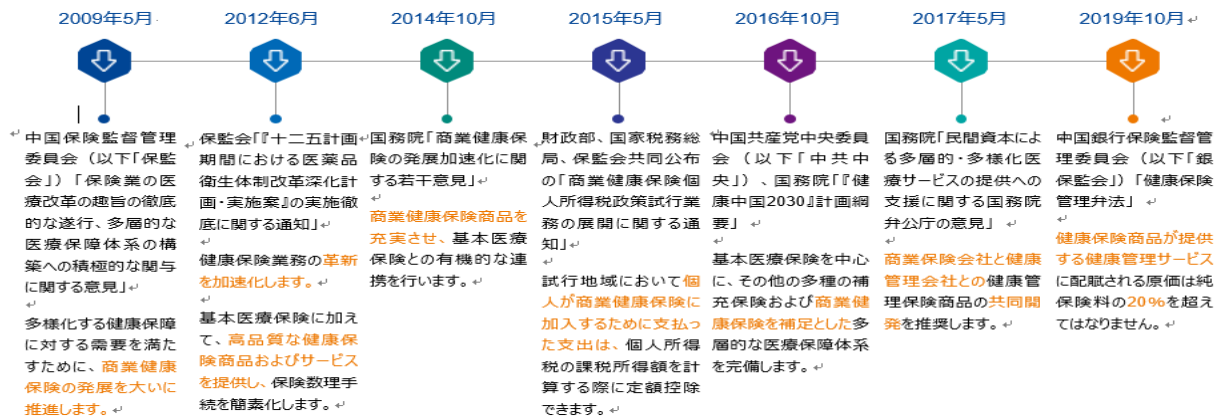 2009年5月
2012年6月
2014年10月
2015年5月
2016年10月
2017年5月
2019年10月
中国保険監督管理
委員会（以下「保監
会」）「保険業の医
療改革の趣旨の徹底
的な遂行、多層的な
医療保障体系の構
築への積極的な関与
に関する意見」
多様化する健康保障
に対する需要を満た
すために、商業健康
保険の発展を大いに
推進します。
保監会「『十二五計画
期間における医薬品
衛生体制改革深化計
画・実施案』の実施徹
底に関する通知」
健康保険業務の革新
を加速化します。
基本医療保険に加え
て、高品質な健康保
険商品およびサービス
を提供し、保険数理手
続を簡素化します。
国務院「商業健康保
険の発展加速化に関
する若干意見」
商業健康保険商品を
充実させ、基本医療
保険との有機的な連
携を行います。
財政部、国家税務総
局、保監会共同公布
の「商業健康保険個
人所得税政策試行業
務の展開に関する通
知」
試行地域において個
人が商業健康保険に
加入するために支払っ
た支出は、個人所得
税の課税所得額を計
算する際に定額控除
できます。
中国共産党中央委員
会（以下「中共中
央」）、国務院「『健
康中国2030』計画綱
要」
基本医療保険を中心
に、その他の多種の補
充保険および商業健
康保険を補足とした多
層的な医療保障体系
を完備します。
国務院「民間資本によ
る多層的・多様化医
療サービスの提供への
支援に関する国務院
弁公庁の意見」
商業保険会社と健康
管理会社との健康管
理保険商品の共同開
発を推奨します。
中国銀行保険監督管
理委員会（以下「銀
保監会」）「健康保険
管理弁法」
健康保険商品が提供
する健康管理サービス
に配賦される原価は純
保険料の20%を超え
てはなりません。